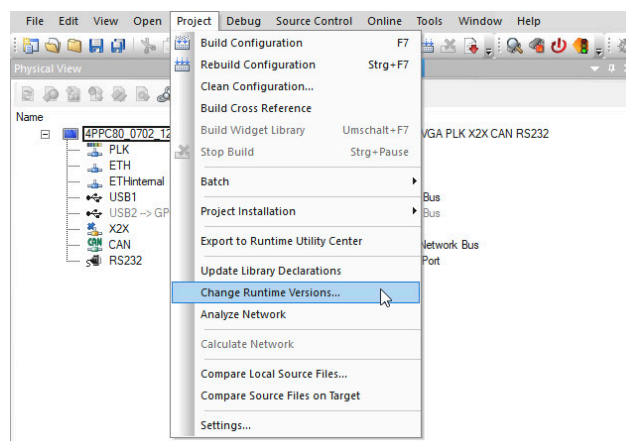 File Edit View Open Project Debug Source Control Online Tools Window Help
Physical View
Name
4PPC80_0702_12
VGA PLK X2X CAN RS232
PLK
ETH
ETHinternal
USB1
Bus
USB2 --> GP
Bus
X2X
CAN
Network Bus
RS232
Port
Build Configuration F7
Rebuild Configuration Strg+F7
Clean Configuration...
Build Cross Reference
Build Widget Library Umschalt+F7
Stop Build Strg+Pause
Batch
Project Installation
Export to Runtime Utility Center
Update Library Declarations
Change Runtime Versions...
Analyze Network
Calculate Network
Compare Local Source Files...
Compare Source Files on Target
Settings...